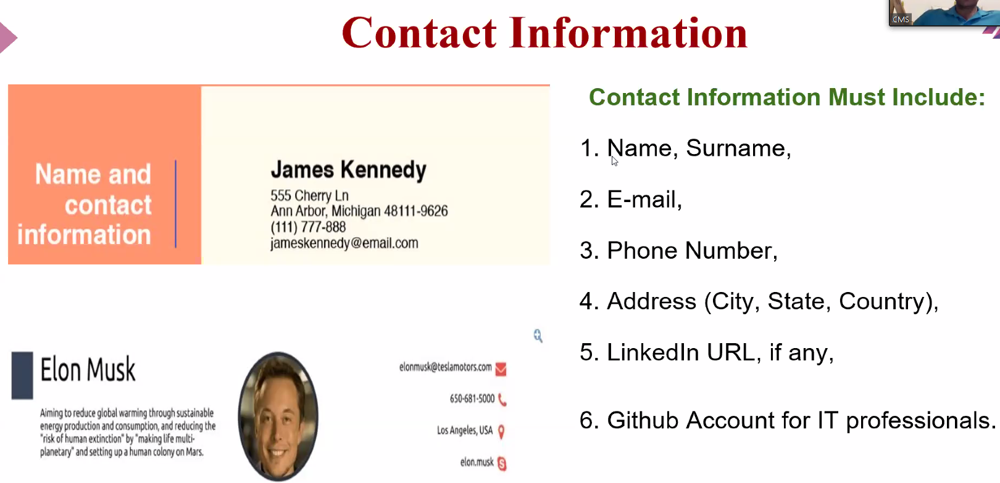 Contact Information
CMS
Name and
contact
information
James Kennedy
555 Cherry Ln
Ann Arbor, Michigan 48111-9626
(111) 777-888
jameskennedy@email.com
Elon Musk
Aiming to reduce global warming through sustainable
energy production and consumption, and reducing the
"risk of human extinction" by "making life multi-
planetary" and setting up a human colony on Mars.
elonmusk@teslamotors.com
650-681-5000
Los Angeles, USA
elon.musk
Contact Information Must Include:
1. Name, Surname,
2. E-mail,
3. Phone Number,
4. Address (City, State, Country),
5. LinkedIn URL, if any,
6. Github Account for IT professionals.